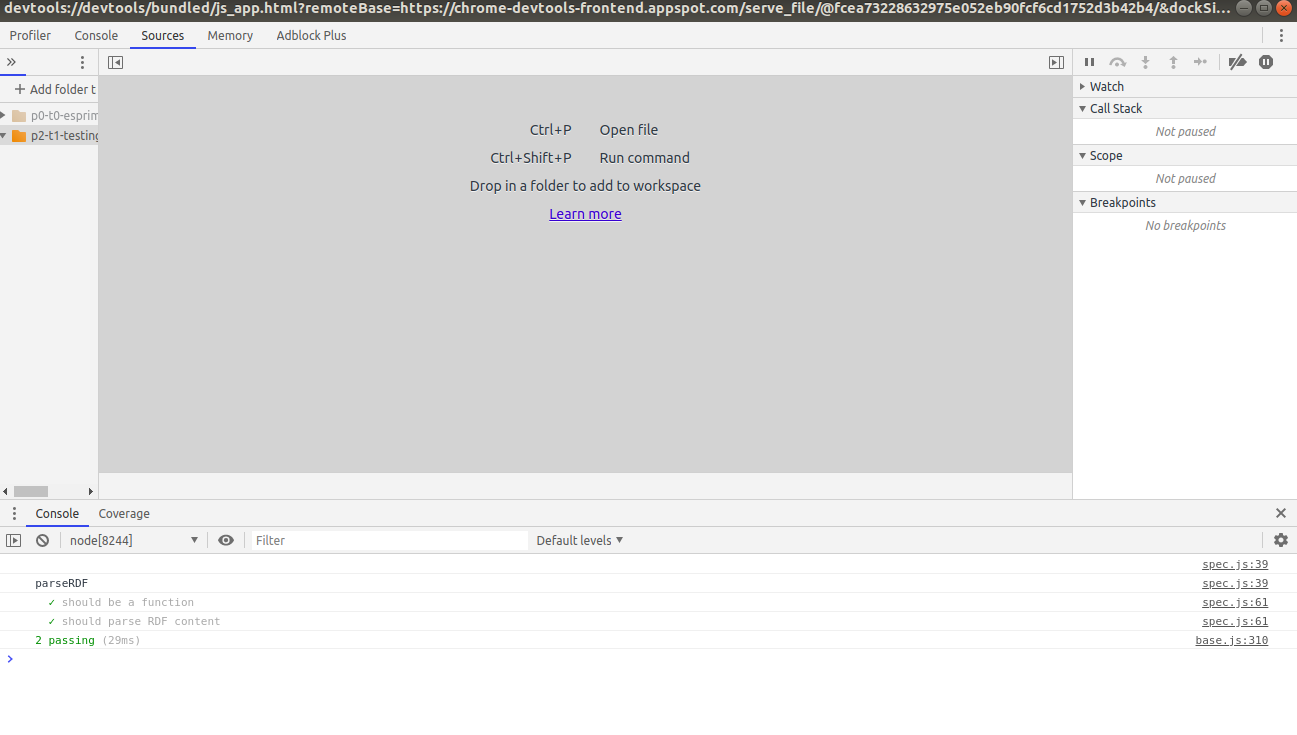 devtools://devtools/bundled/js_app.html?remoteBase=https://chrome-devtools-frontend.appspot.com/serve_file/@fcea73228632975e052eb90fcf6cd1752d3b42b4/&dockSi...
Profiler Console Sources Memory Adblock Plus
Add folder t
p0-t0-esprim
p2-t1-testing
Ctrl+P Open file
Ctrl+Shift+P Run command
Drop in a folder to add to workspace
Learn more
Watch
Call Stack
Not paused
Scope
Not paused
Breakpoints
No breakpoints
Console Coverage
node[8244] Filter Default levels
spec.js:39
parseRDF spec.js:39
✓ should be a function spec.js:61
✓ should parse RDF content spec.js:61
2 passing (29ms) base.js:310